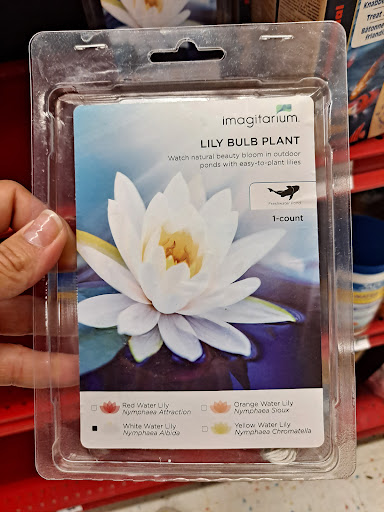 imagitarium
LILY BULB PLANT
Watch natural beauty bloom in outdoor
ponds with easy-to-plant lilies
1-count
Red Water Lily
Nymphaea Attraction
Orange Water Lily
Nymphaea Sioux
White Water Lily
Nymphaea Albida
Yellow Water Lily
Nymphaea Chromatella
Treat